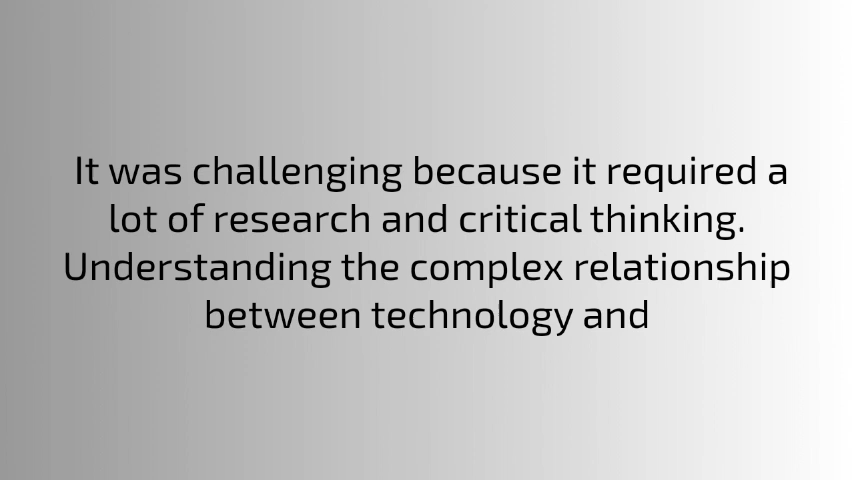 It was challenging because it required a
lot of research and critical thinking.
Understanding the complex relationship
between technology and